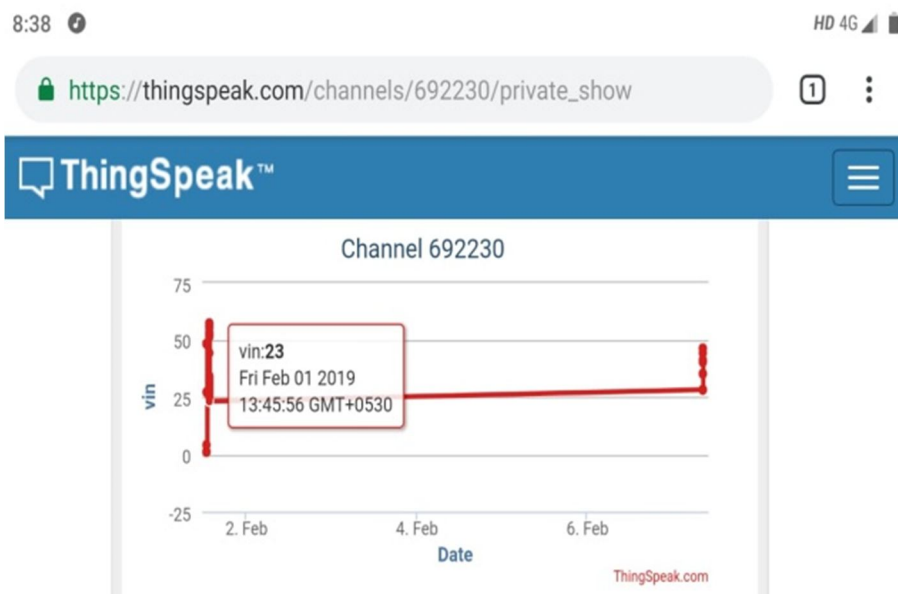 8:38
HD 4G
https://thingspeak.com/channels/692230/private_show
1
ThingSpeak™
Channel 692230
75
50
25
0
-25
vin
vin:23
Fri Feb 01 2019
13:45:56 GMT+0530
2. Feb
4. Feb
6. Feb
Date
ThingSpeak.com